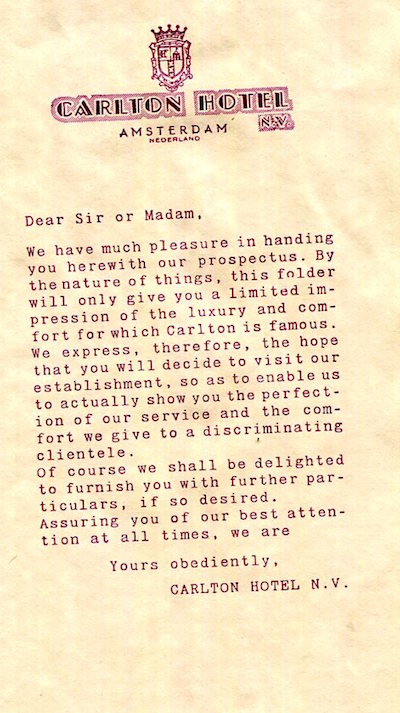 CARLTON HOTEL
N.V.
AMSTERDAM
NEDERLAND
Dear Sir or Madam,
We have much pleasure in handing
you herewith our prospectus. By
the nature of things, this folder
will only give you a limited im-
pression of the luxury and com-
fort for which Carlton is famous.
We express, therefore, the hope
that you will decide to visit our
establishment, so as to enable us
to actually show you the perfect-
ion of our service and the com-
fort we give to a discriminating
clientele.
Of course we shall be delighted
to furnish you with further par-
ticulars, if so desired.
Assuring you of our best atten-
tion at all times, we are
Yours obediently,
CARLTON HOTEL N.V.